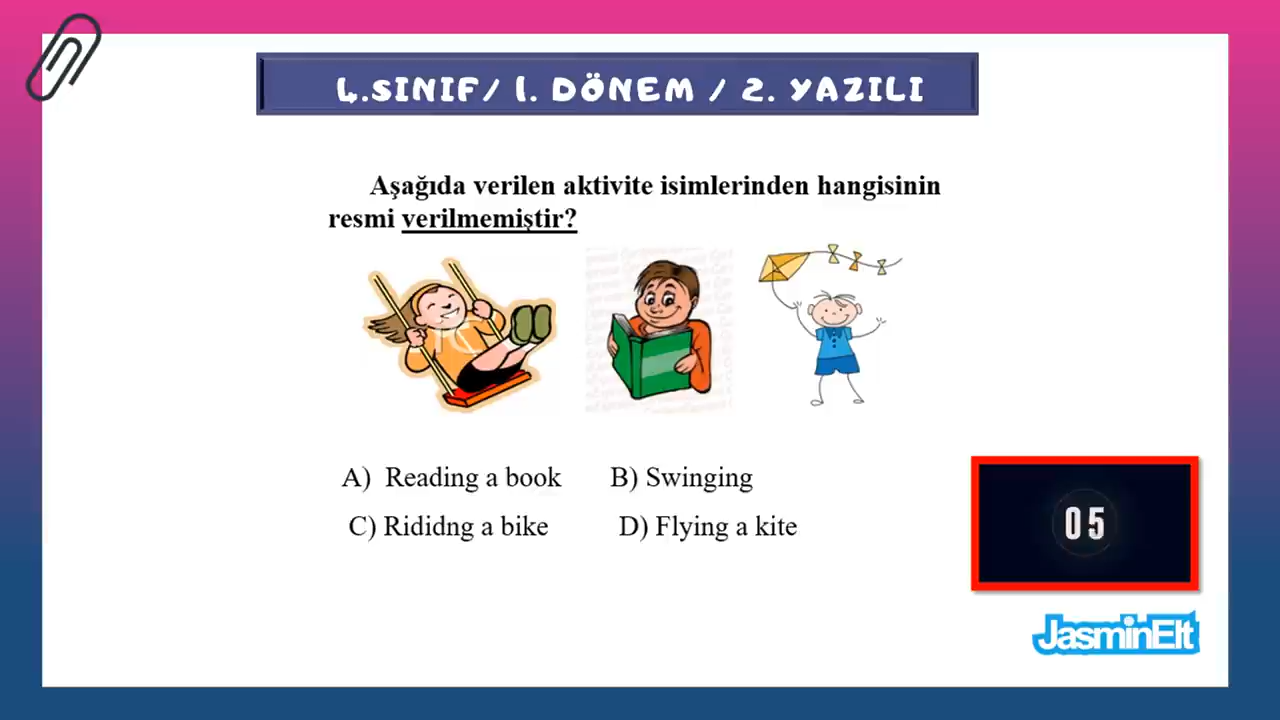 4.SINIF/ 1. DÖNEM / 2. YAZILI
Aşağıda verilen aktivite isimlerinden hangisinin
resmi verilmemiştir?
A) Reading a book B) Swinging
C) Rididng a bike D) Flying a kite
05
JasminElt